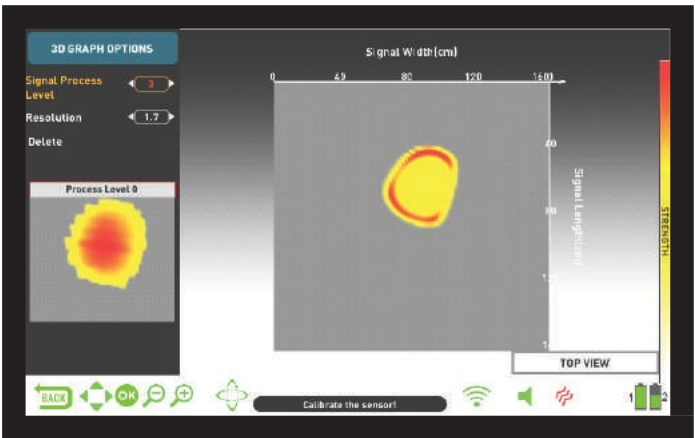 3D GRAPH OPTIONS
Signal Process
Level
3
Resolution
1.7
Delete
Process Level 0
Signal Width(cm)
0 40 80 120 160
40
80
Signal Lenght(cm)
STRENGTH
TOP VIEW
BACK
OK
Calibrate the sensor!
1
2